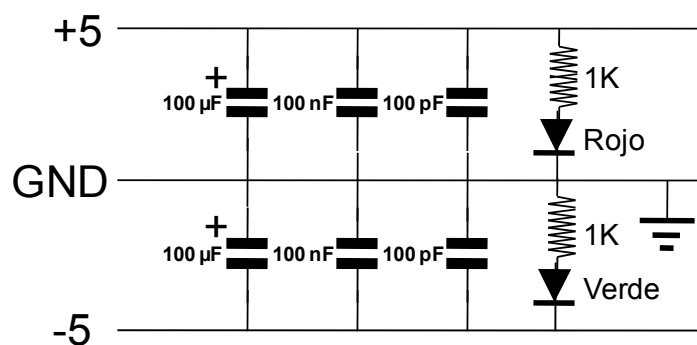 +5
+
100 µF 100 nF 100 pF
1K
Rojo
GND
+
100 µF 100 nF 100 pF
1K
Verde
-5